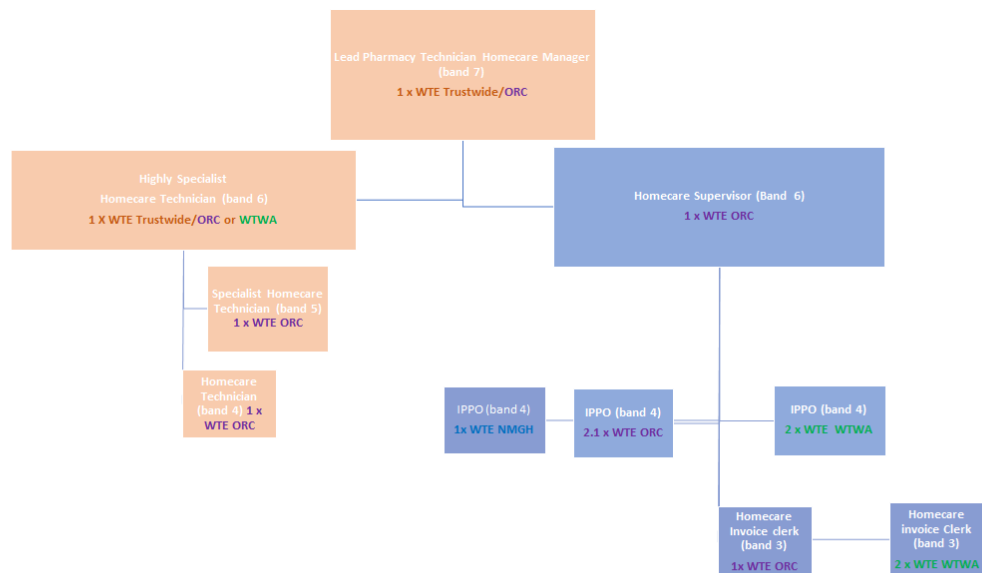 Lead Pharmacy Technician Homecare Manager
(band 7)
1 x WTE Trustwide/ORC
Highly Specialist
Homecare Technician (band 6)
1 X WTE Trustwide/ORC or WTWA
Homecare Supervisor (Band 6)
1 x WTE ORC
Specialist Homecare
Technician (band 5)
1 x WTE ORC
Homecare
Technician
(band 4) 1 x
WTE ORC
IPPO (band 4)
1x WTE NMGH
IPPO (band 4)
2.1 x WTE ORC
IPPO (band 4)
2 x WTE WTWA
Homecare
Invoice clerk
(band 3)
1x WTE ORC
Homecare
invoice Clerk
(band 3)
2 x WTE WTWA